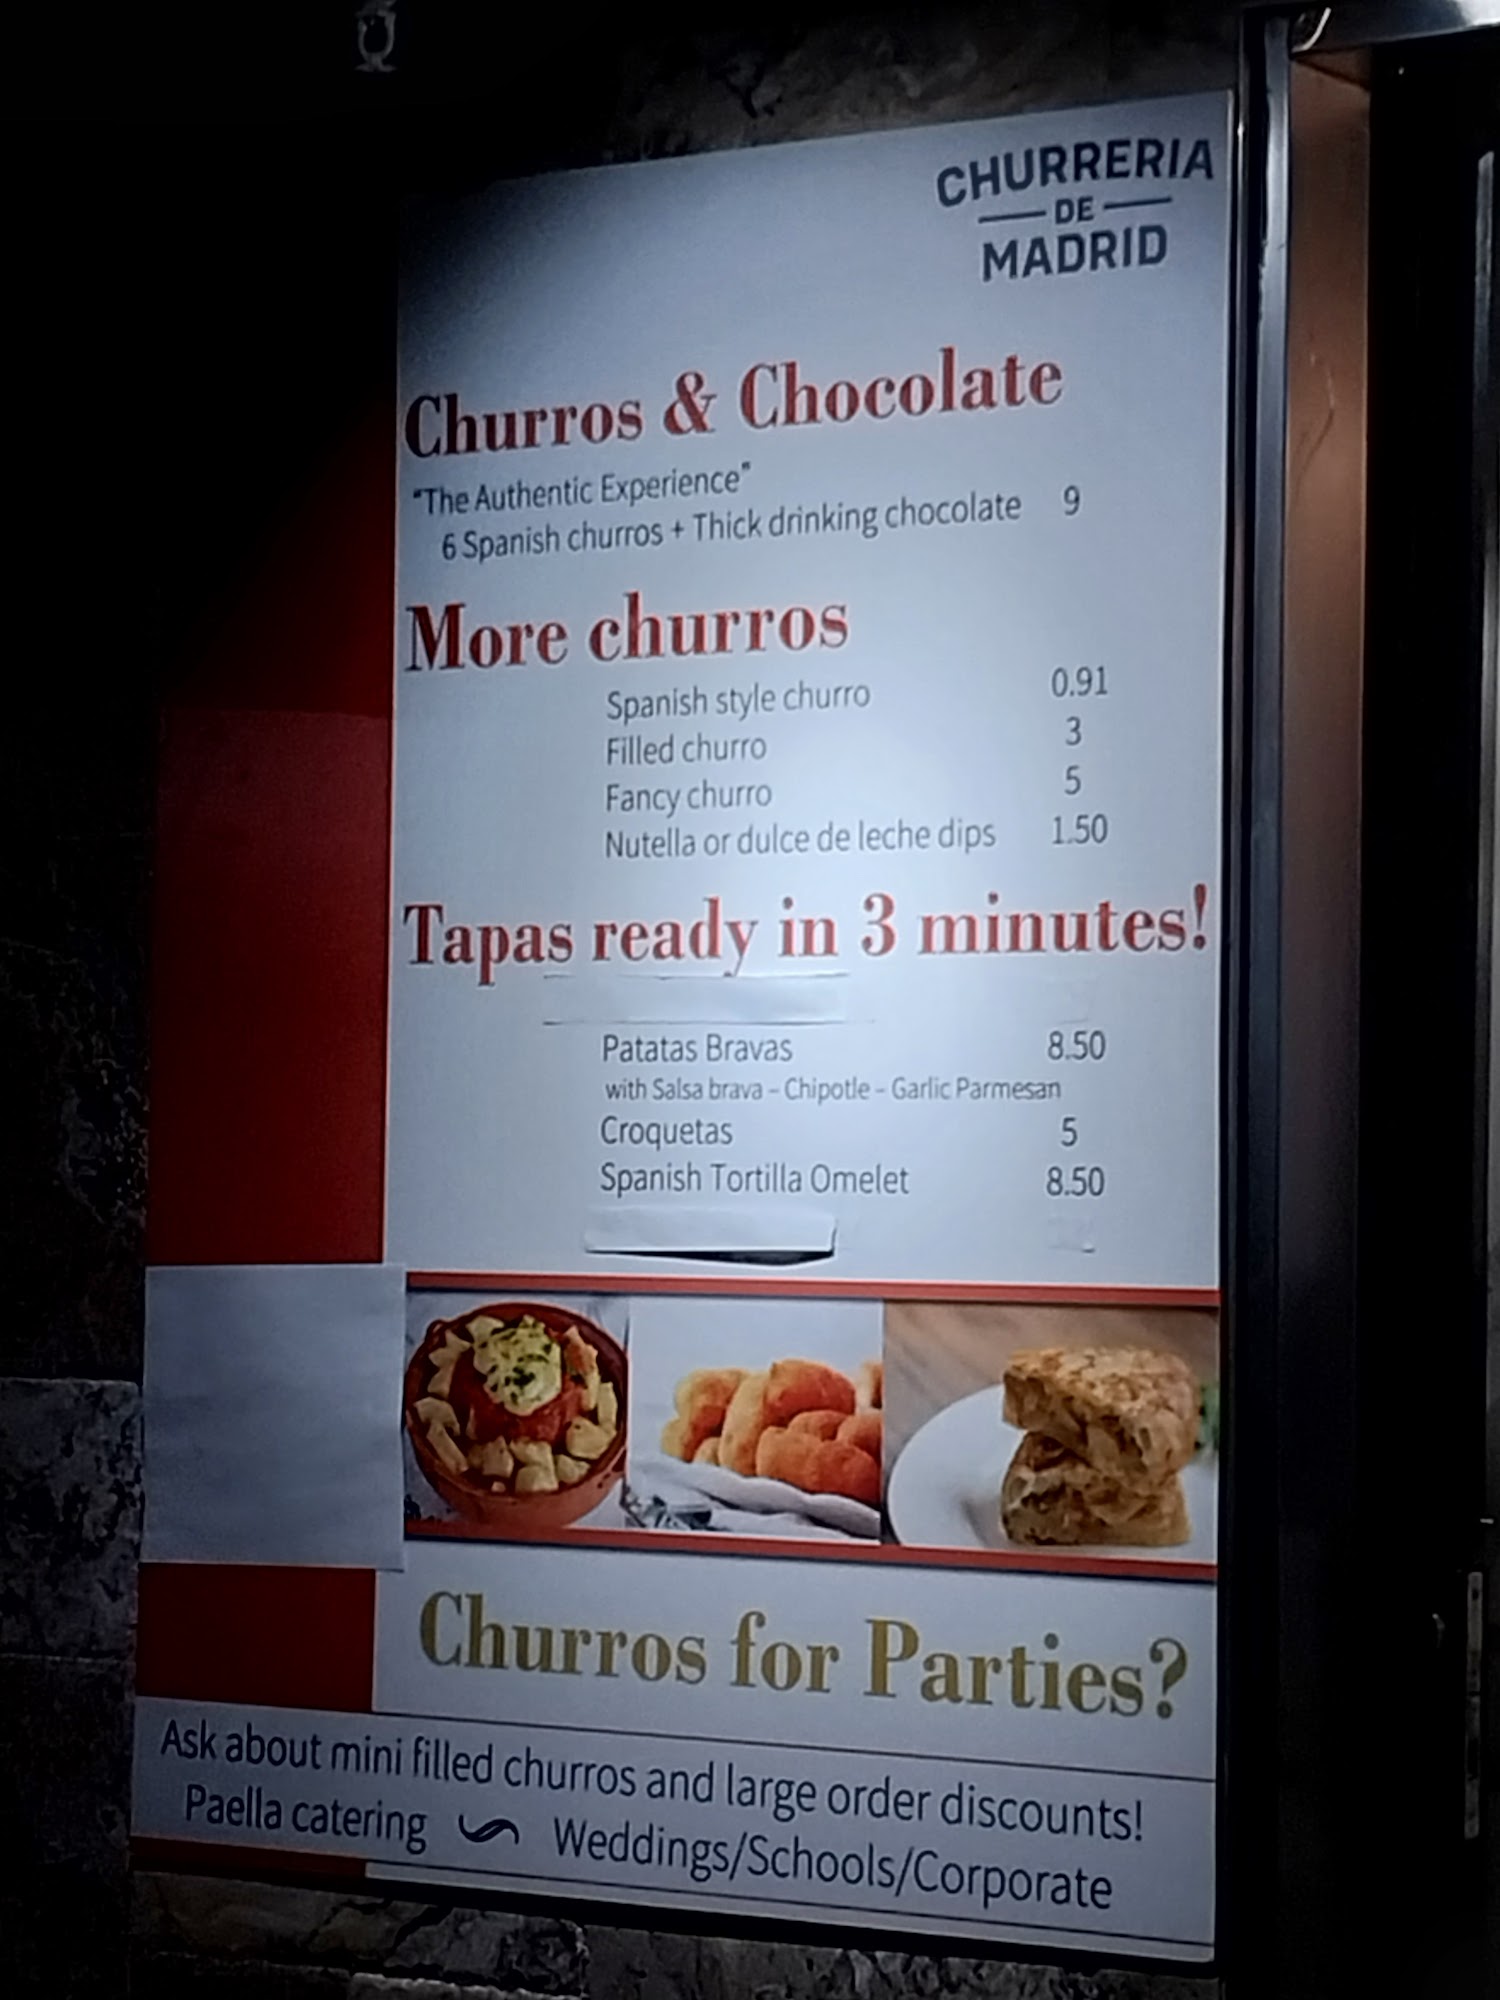 CHURRERIA
DE
MADRID
Churros & Chocolate
"The Authentic Experience"
6 Spanish churros + Thick drinking chocolate 9
More churros
Spanish style churro 0.91
Filled churro 3
Fancy churro 5
Nutella or dulce de leche dips 1.50
Tapas ready in 3 minutes!
Patatas Bravas 8.50
with Salsa brava – Chipotle – Garlic Parmesan
Croquetas 5
Spanish Tortilla Omelet 8.50
Churros for Parties?
Ask about mini filled churros and large order discounts!
Paella catering Weddings/Schools/Corporate